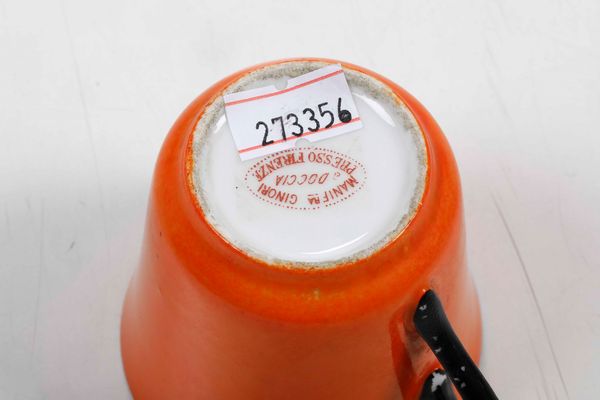 273356
MANIF RA GINORI
A DOCCIA
PRESSO FIRENZE